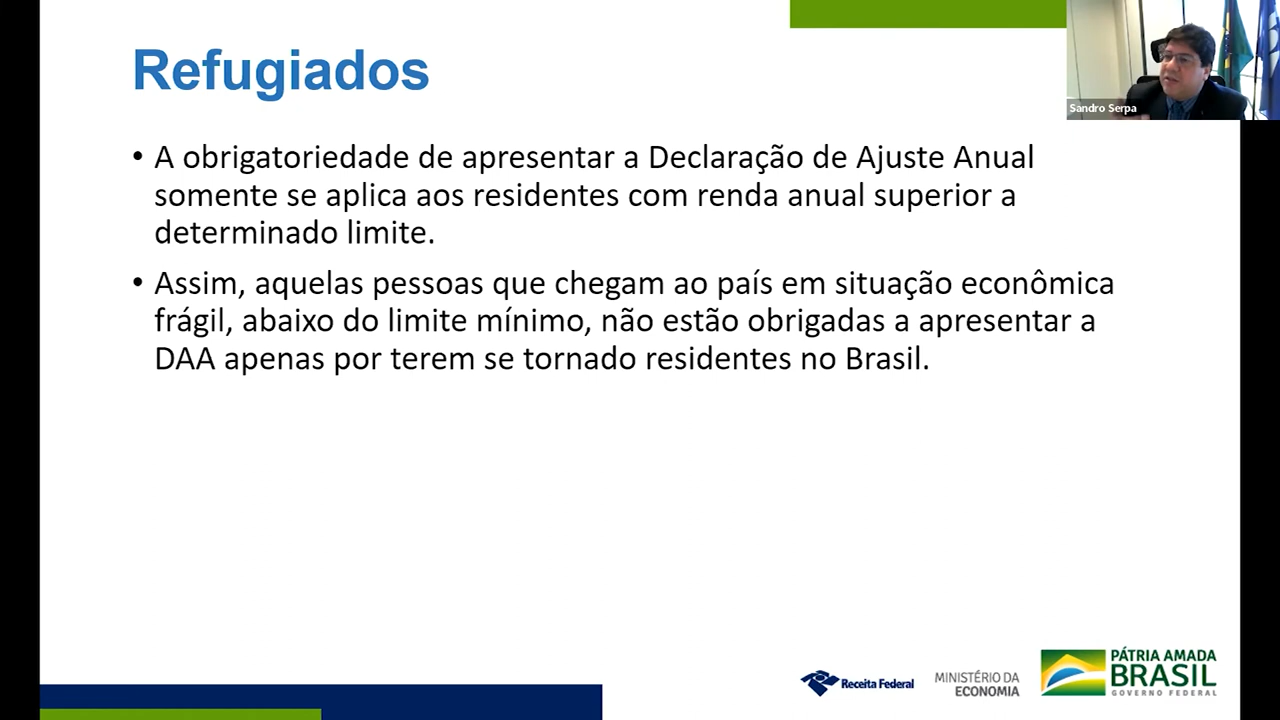 Refugiados
Sandro Serpa
• A obrigatoriedade de apresentar a Declaração de Ajuste Anual
somente se aplica aos residentes com renda anual superior a
determinado limite.
• Assim, aquelas pessoas que chegam ao país em situação econômica
frágil, abaixo do limite mínimo, não estão obrigadas a apresentar a
DAA apenas por terem se tornado residentes no Brasil.
Receita Federal
MINISTÉRIO DA
ECONOMIA
PÁTRIA AMADA
BRASIL
GOVERNO FEDERAL